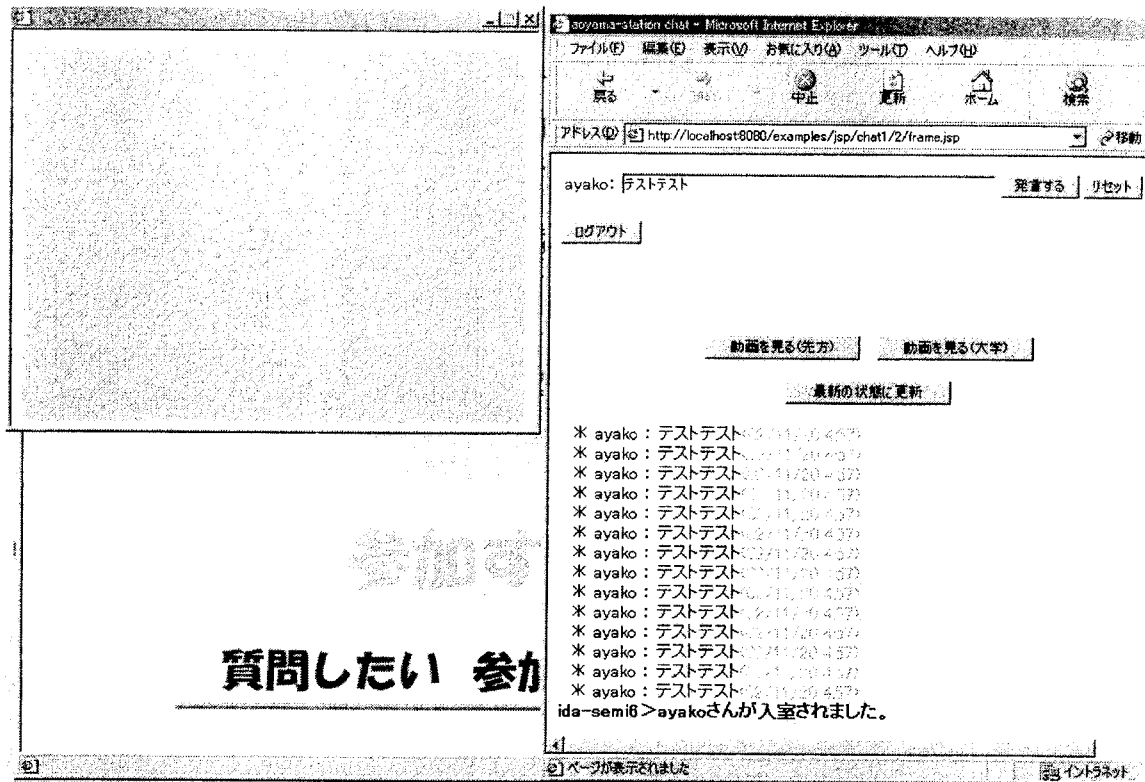 aoyama-station chat - Microsoft Internet Explorer
ファイル(F) 編集(E) 表示(V) お気に入り(A) ツール(T) ヘルプ(H)
戻る 中止 更新 ホーム 検索
アドレス(D) http://localhost:8080/examples/jsp/chat1/2/frame.jsp 移動
ayako: テストテスト 発言する リセット
ログアウト
動画を見る(先方) 動画を見る(大学)
最新の状態に更新
* ayako : テストテスト
* ayako : テストテスト
* ayako : テストテスト
* ayako : テストテスト
* ayako : テストテスト
* ayako : テストテスト
* ayako : テストテスト
* ayako : テストテスト
* ayako : テストテスト
* ayako : テストテスト
* ayako : テストテスト
* ayako : テストテスト
* ayako : テストテスト
* ayako : テストテスト
ida-semi6>ayakoさんが入室されました。
参加す
質問したい 参加
ページが表示されました イントラネット